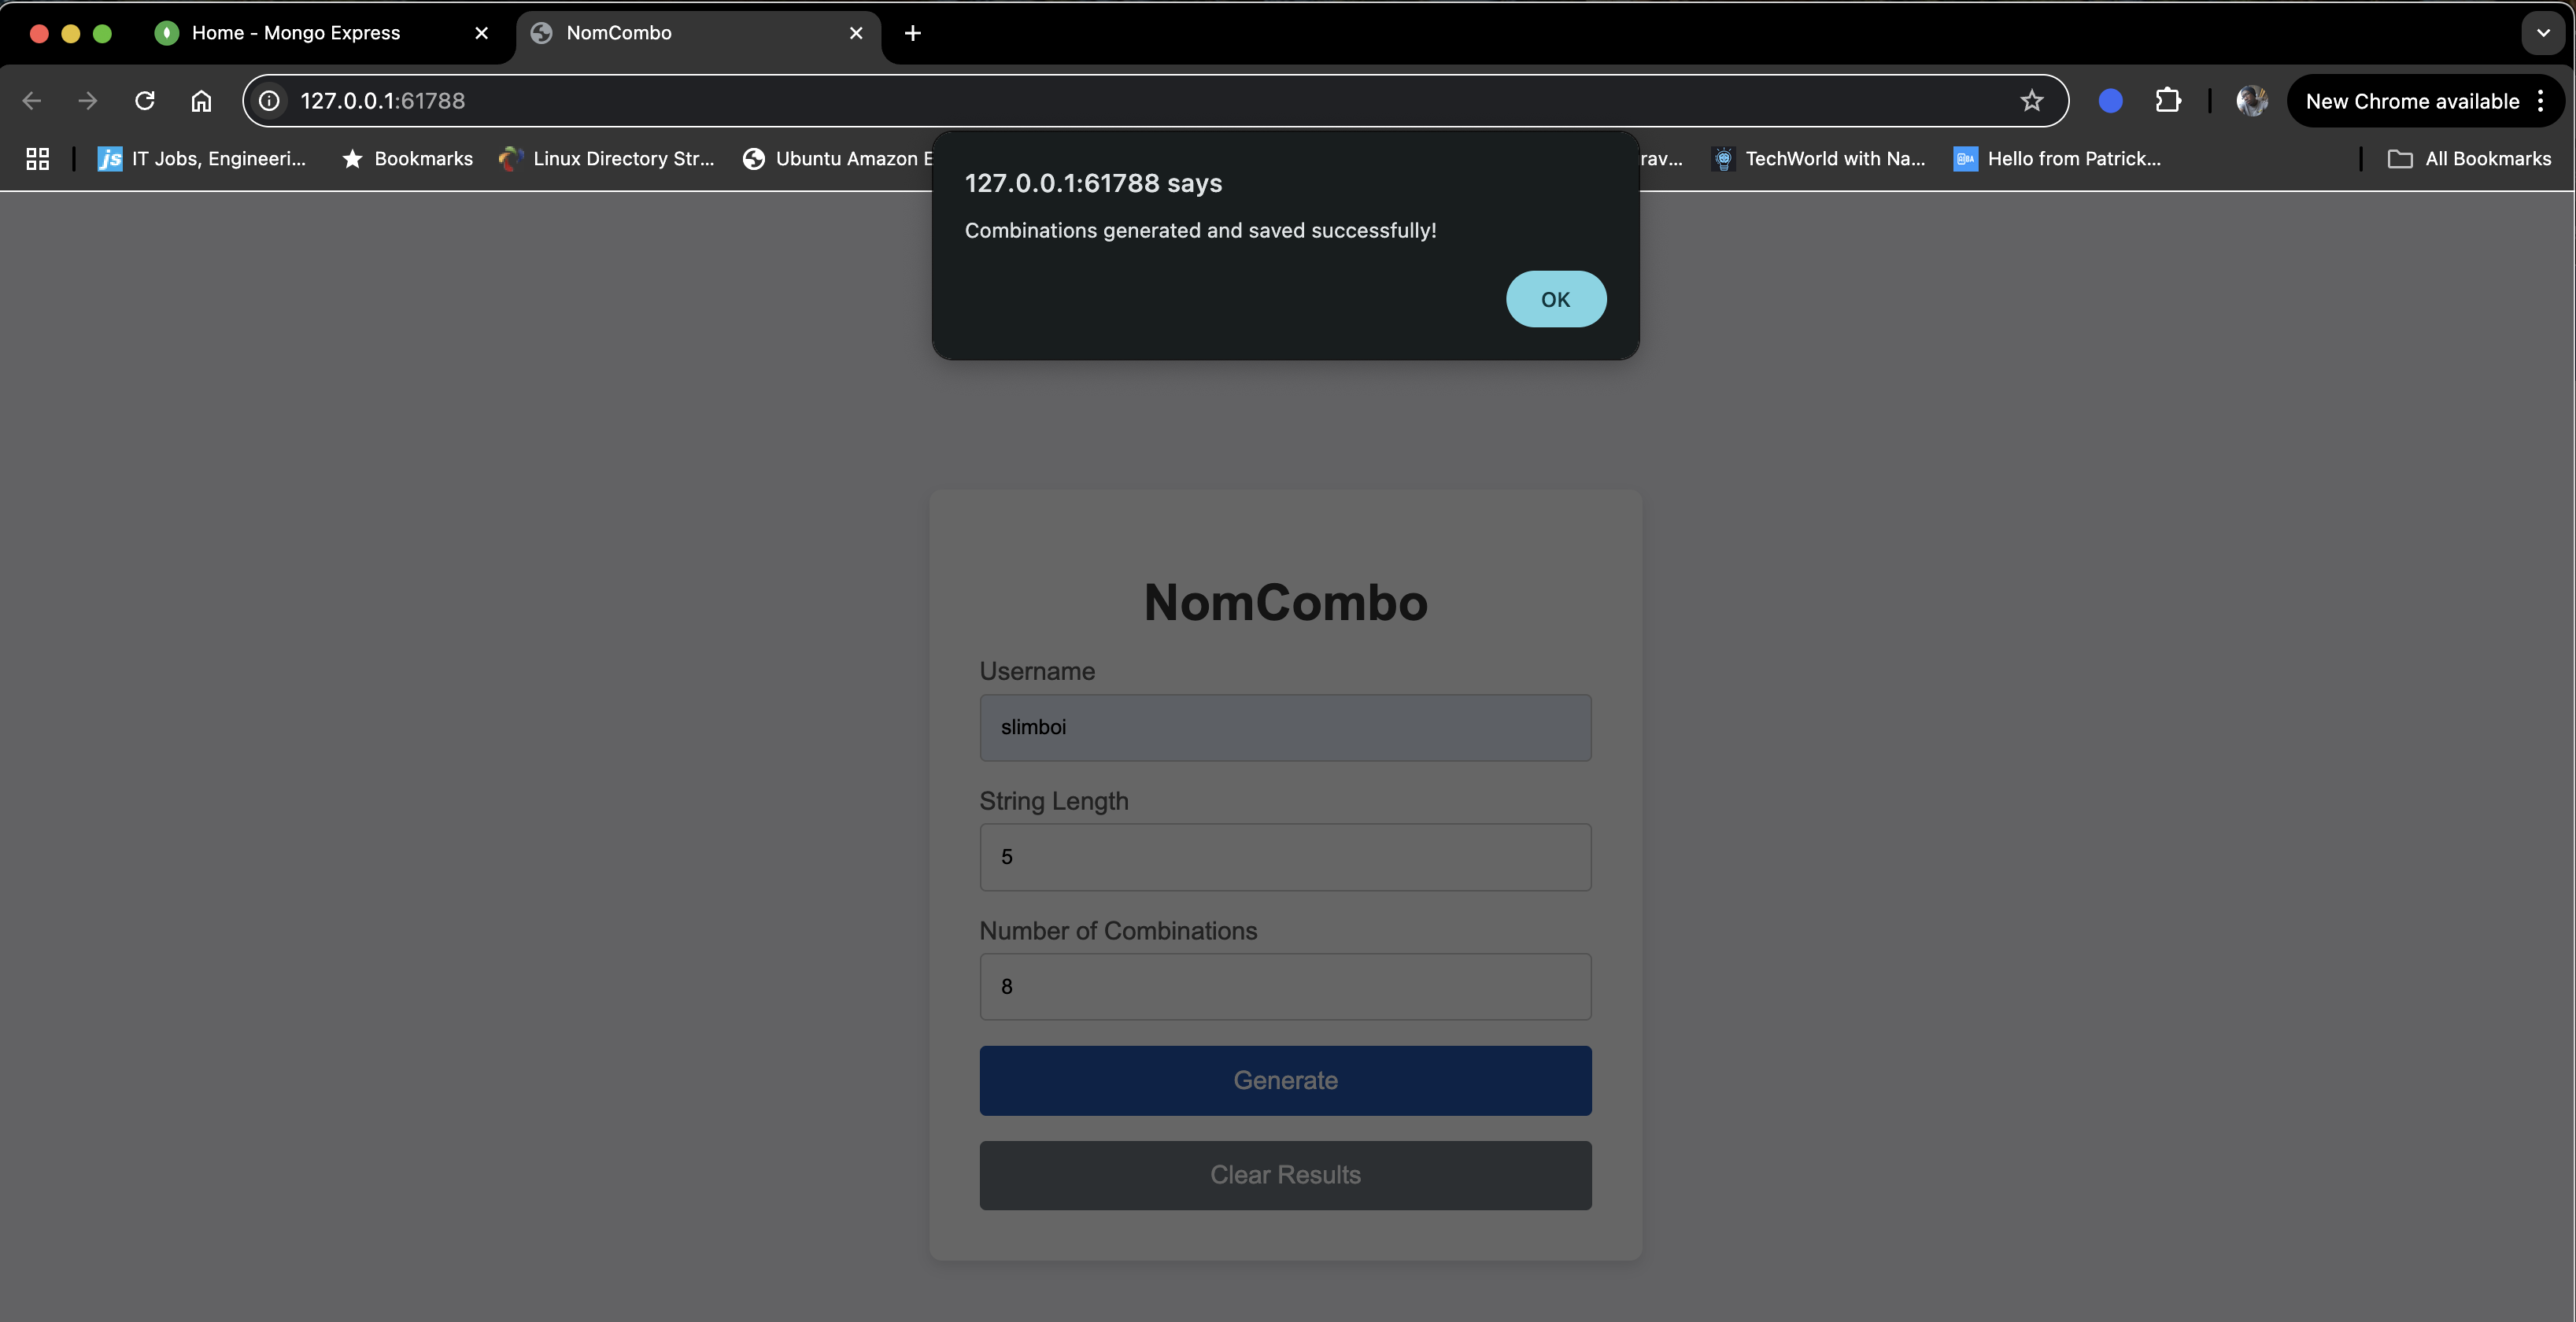 Home - Mongo Express
NomCombo
127.0.0.1:61788
New Chrome available
IT Jobs, Engineeri...
Bookmarks
Linux Directory Str...
Ubuntu Amazon E
rav...
TechWorld with Na...
Hello from Patrick...
All Bookmarks
127.0.0.1:61788 says
Combinations generated and saved successfully!
OK
NomCombo
Username
slimboi
String Length
5
Number of Combinations
8
Generate
Clear Results